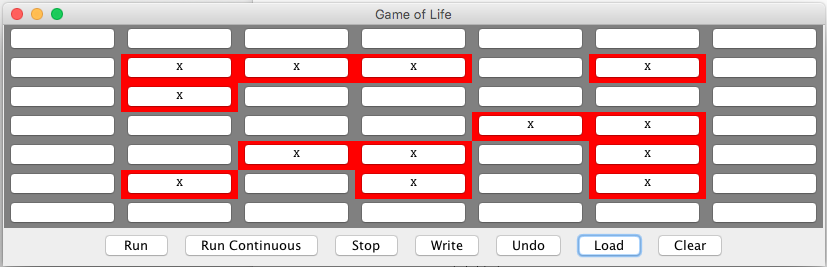 Game of Life
x x x x
x
x x
x x x
x x x
Run Run Continuous Stop Write Undo Load Clear